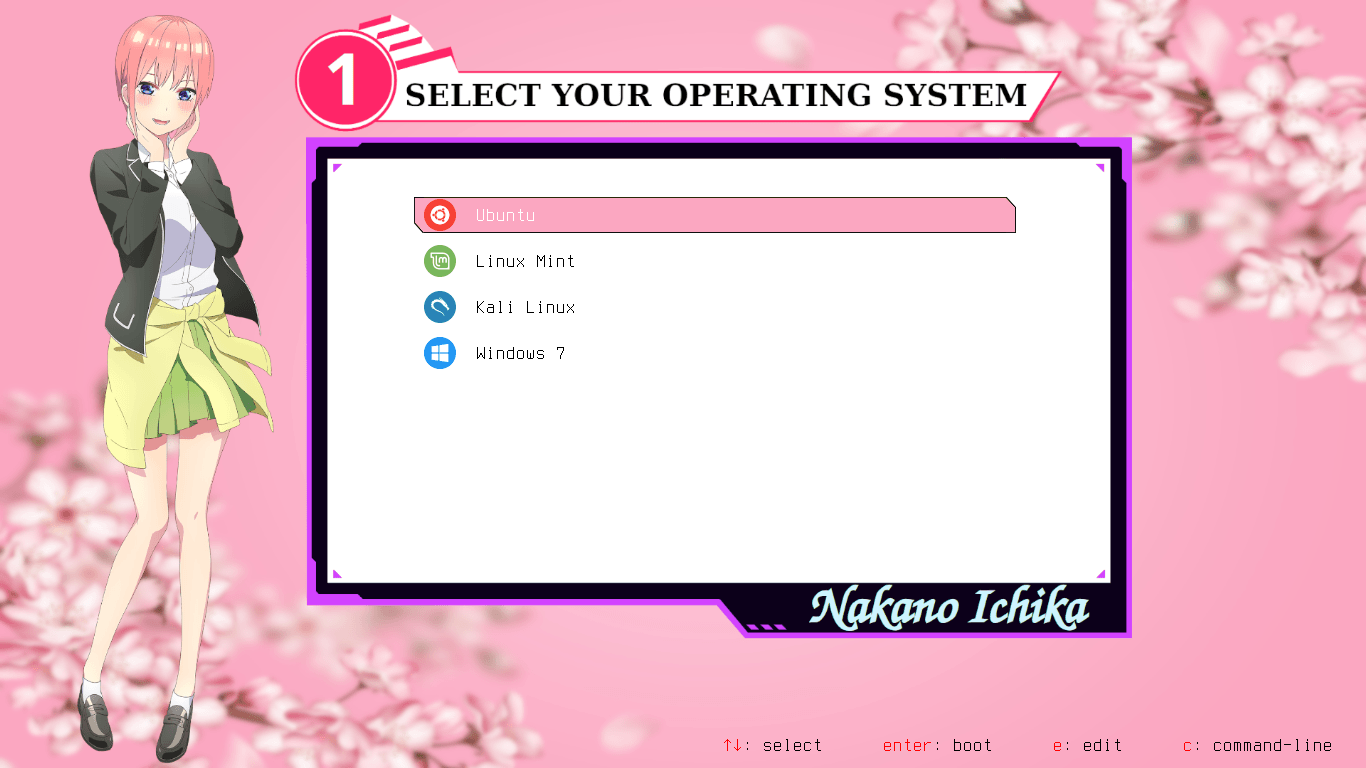 1
SELECT YOUR OPERATING SYSTEM
Ubuntu
Linux Mint
Kali Linux
Windows 7
Nakano Ichika
↑↓: select enter: boot e: edit c: command-line